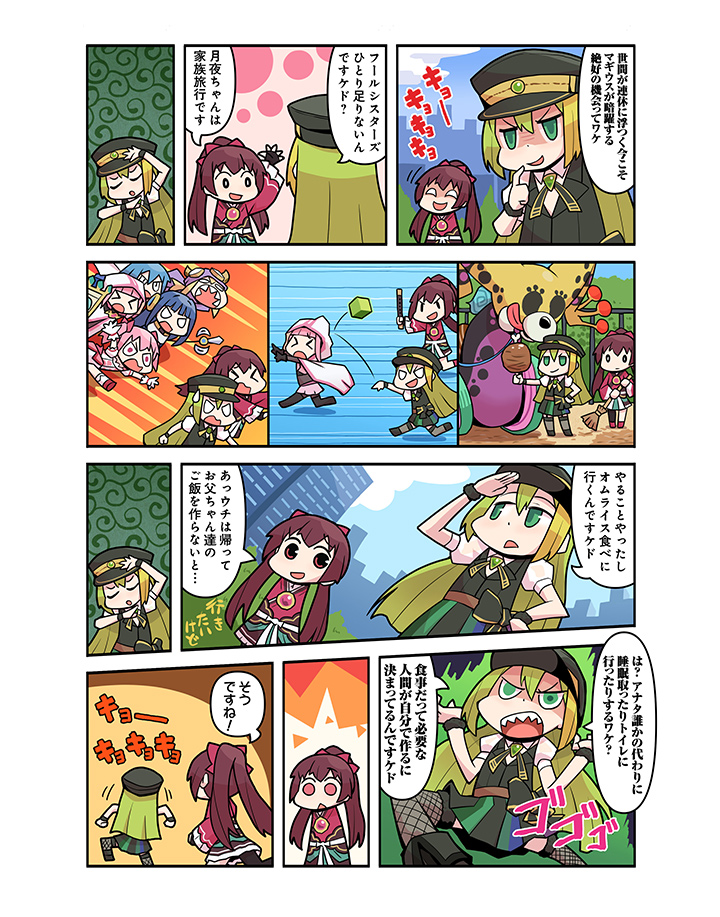 世間が連休に浮つく今こそ
マギウスが暗躍する
絶好の機会ってワケ
キョー
キョキョキョ
フールシスターズ
ひとり足りないん
ですケド?
月夜ちゃんは
家族旅行です
やることやったし
オムライス食べに
行くんですケド
あっウチは帰って
お父ちゃん達の
ご飯を作らないと…
行き
たい
けど
は?アナタ誰かの代わりに
睡眠取ったりトイレに
行ったりするワケ?
食事だって必要な
人間が自分で作るに
決まってるんですケド
ゴゴゴ
そう
ですね!
キョー
キョキョキョ